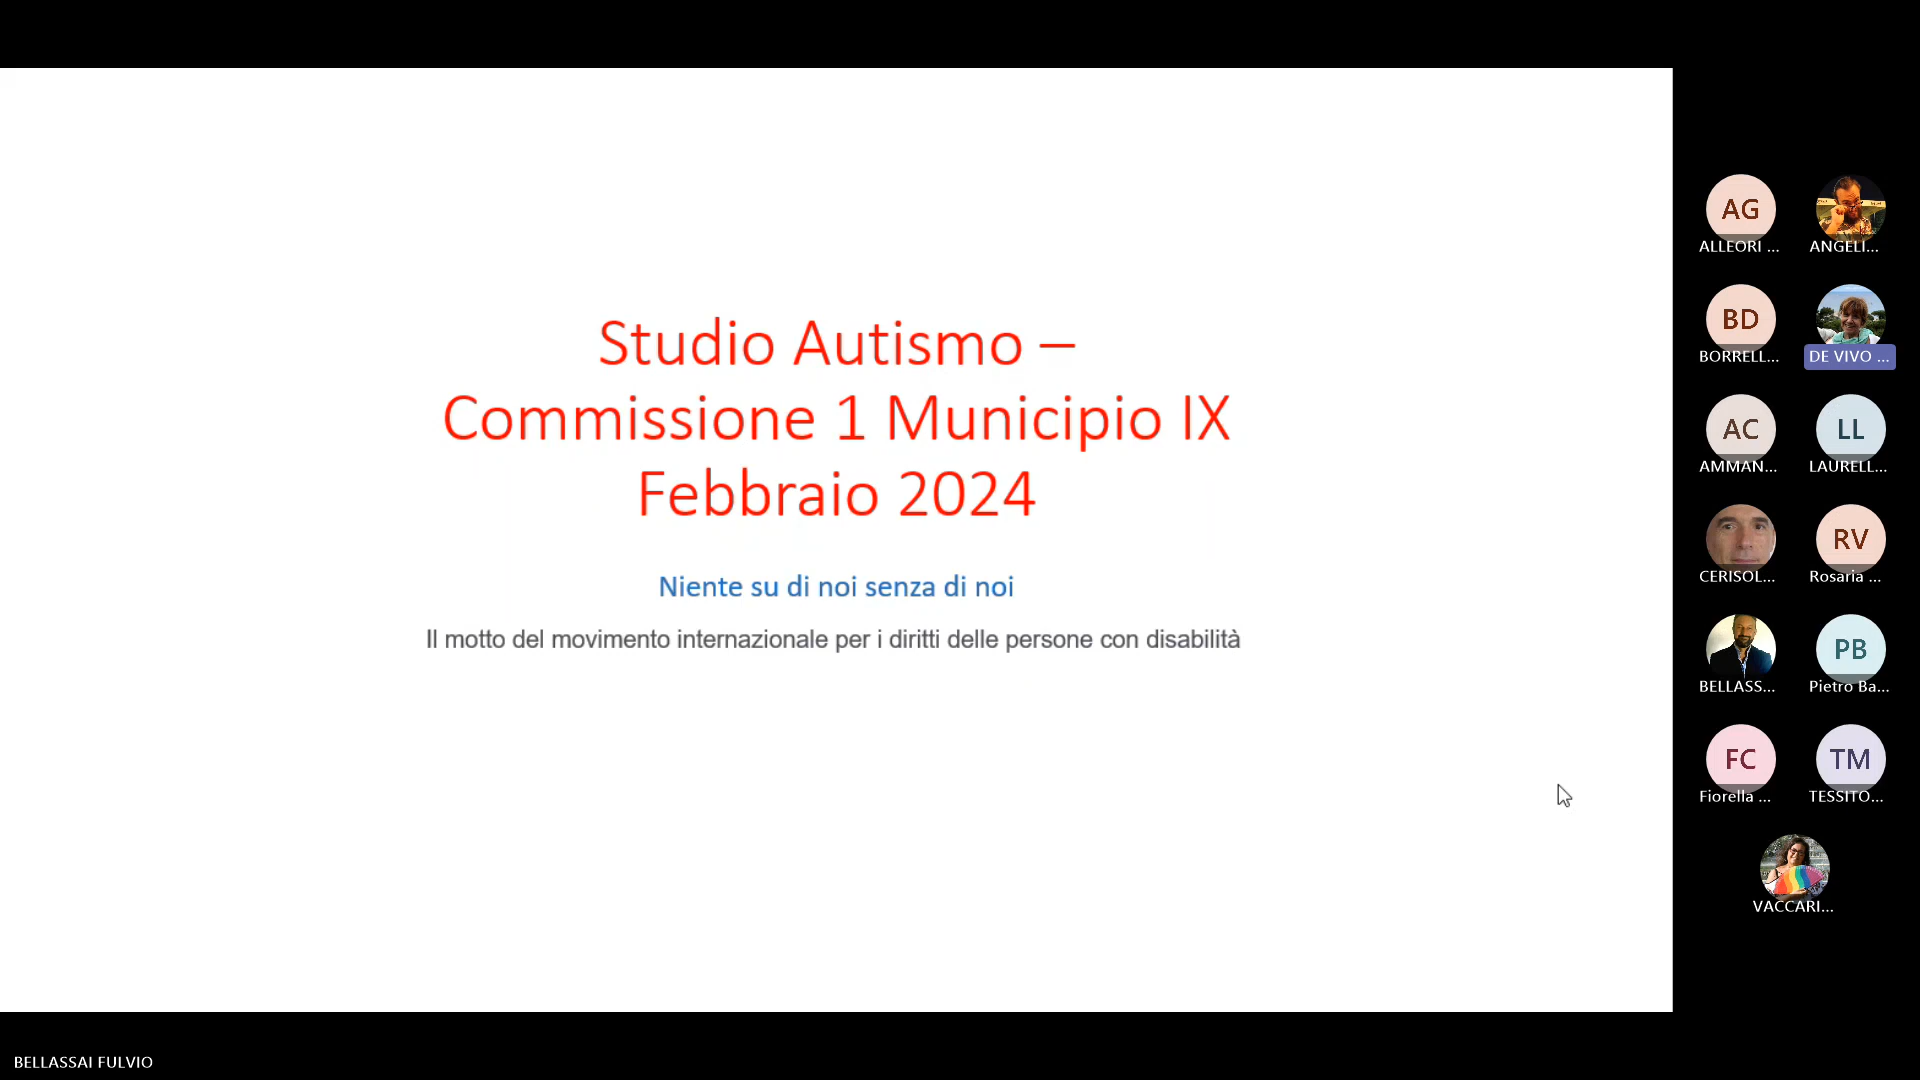 Studio Autismo –
Commissione 1 Municipio IX
Febbraio 2024
Niente su di noi senza di noi
Il motto del movimento internazionale per i diritti delle persone con disabilità
AG
ALLEORI ...
ANGELI...
BD
BORRELL...
DE VIVO ...
AC
AMMAN...
LL
LAURELL...
CERISOL...
RV
Rosaria ...
BELLASS...
PB
Pietro Ba...
FC
Fiorella ...
TM
TESSITO...
VACCARI...
BELLASSAI FULVIO